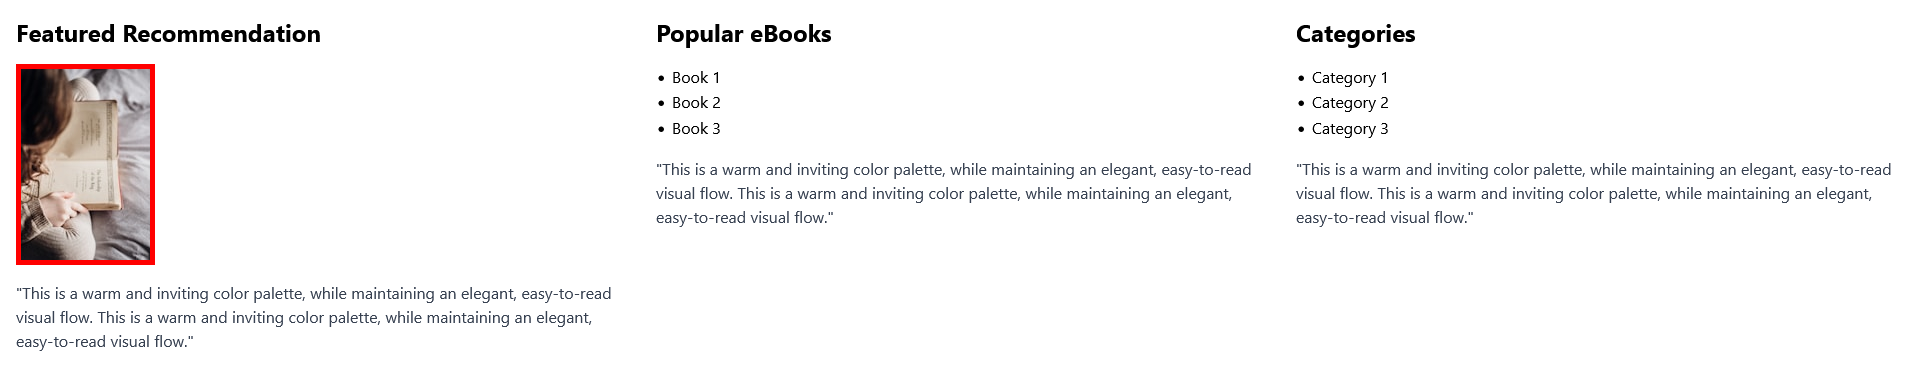 Featured Recommendation
"This is a warm and inviting color palette, while maintaining an elegant, easy-to-read
visual flow. This is a warm and inviting color palette, while maintaining an elegant,
easy-to-read visual flow."
Popular eBooks
• Book 1
• Book 2
• Book 3
"This is a warm and inviting color palette, while maintaining an elegant, easy-to-read
visual flow. This is a warm and inviting color palette, while maintaining an elegant,
easy-to-read visual flow."
Categories
• Category 1
• Category 2
• Category 3
"This is a warm and inviting color palette, while maintaining an elegant, easy-to-read
visual flow. This is a warm and inviting color palette, while maintaining an elegant,
easy-to-read visual flow."